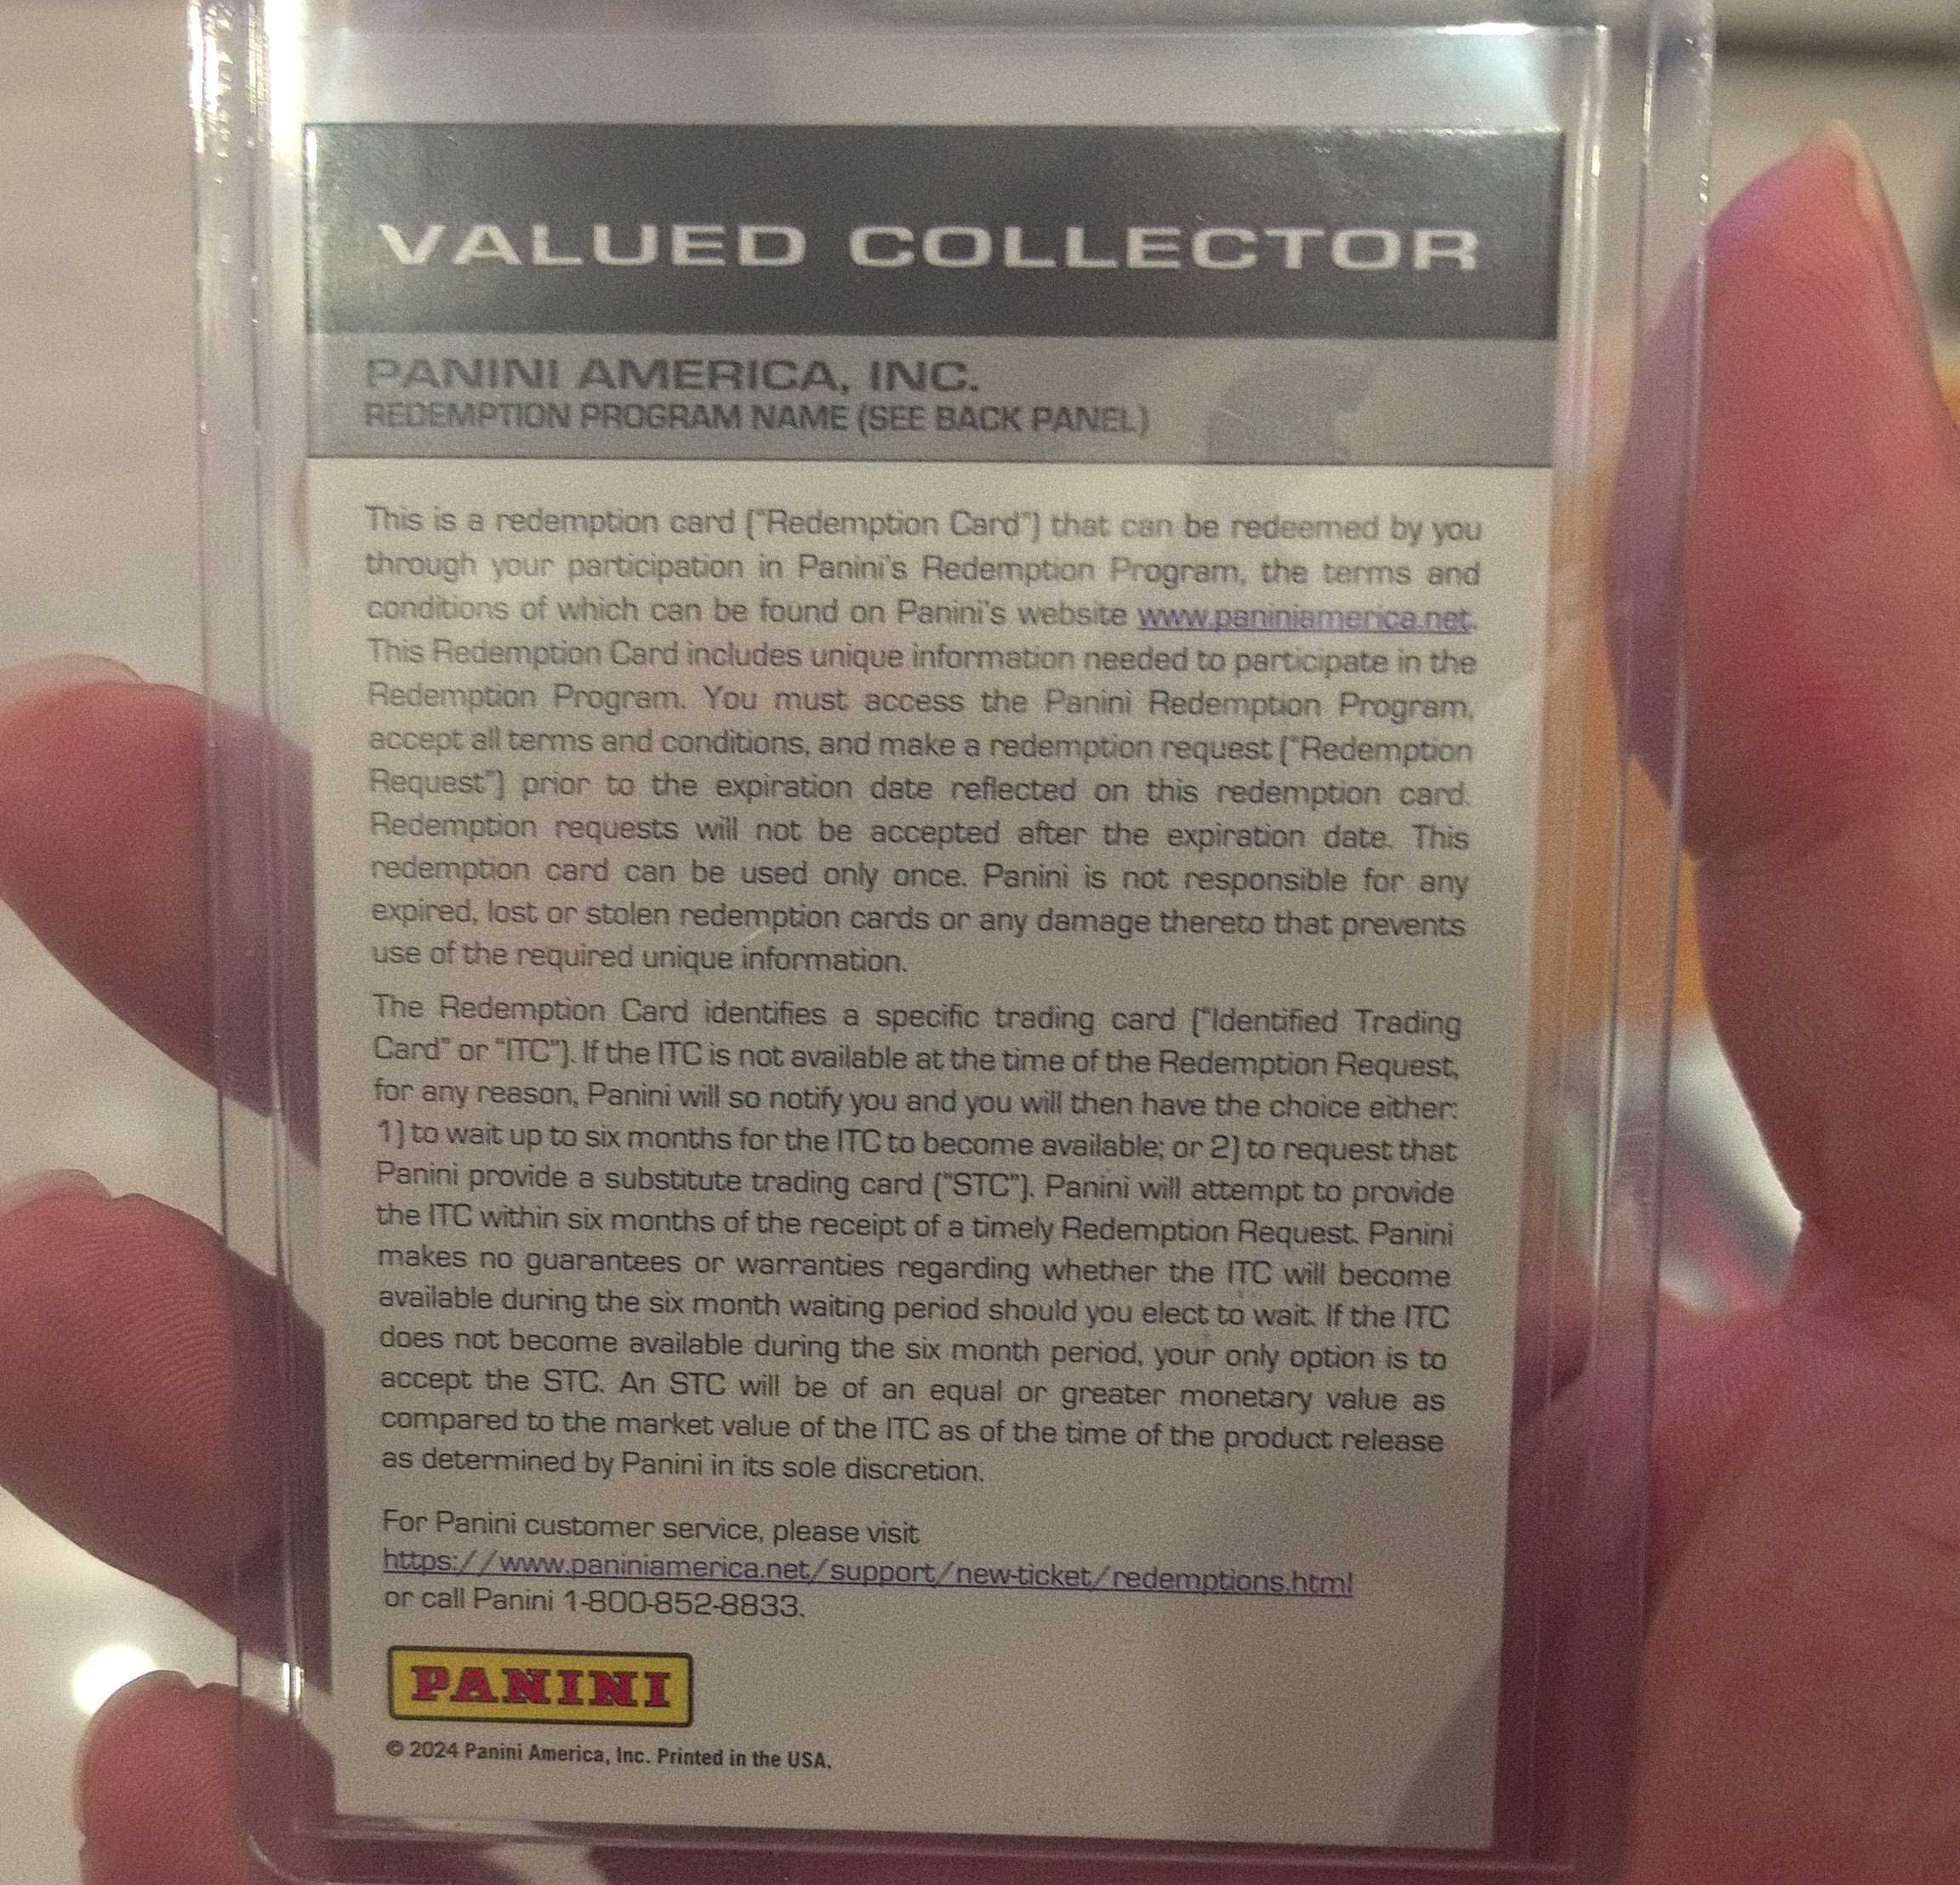 VALUED COLLECTOR
PANINI AMERICA, INC.
REDEMPTION PROGRAM NAME (SEE BACK PANEL)
This is a redemption card ("Redemption Card") that can be redeemed by you
through your participation in Panini's Redemption Program, the terms and
conditions of which can be found on Panini's website www.paniniamerica.net.
This Redemption Card includes unique information needed to participate in the
Redemption Program. You must access the Panini Redemption Program,
accept all terms and conditions, and make a redemption request ("Redemption
Request") prior to the expiration date reflected on this redemption card.
Redemption requests will not be accepted after the expiration date. This
redemption card can be used only once. Panini is not responsible for any
expired, lost or stolen redemption cards or any damage thereto that prevents
use of the required unique information.
The Redemption Card identifies a specific trading card ("Identified Trading
Card" or "ITC"). If the ITC is not available at the time of the Redemption Request,
for any reason, Panini will so notify you and you will then have the choice either:
1) to wait up to six months for the ITC to become available; or 2) to request that
Panini provide a substitute trading card ("STC"). Panini will attempt to provide
the ITC within six months of the receipt of a timely Redemption Request. Panini
makes no guarantees or warranties regarding whether the ITC will become
available during the six month waiting period should you elect to wait. If the ITC
does not become available during the six month period, your only option is to
accept the STC. An STC will be of an equal or greater monetary value as
compared to the market value of the ITC as of the time of the product release
as determined by Panini in its sole discretion.
For Panini customer service, please visit
https://www.paniniamerica.net/support/new-ticket/redemptions.html
or call Panini 1-800-852-8833.
PANINI
© 2024 Panini America, Inc. Printed in the USA.